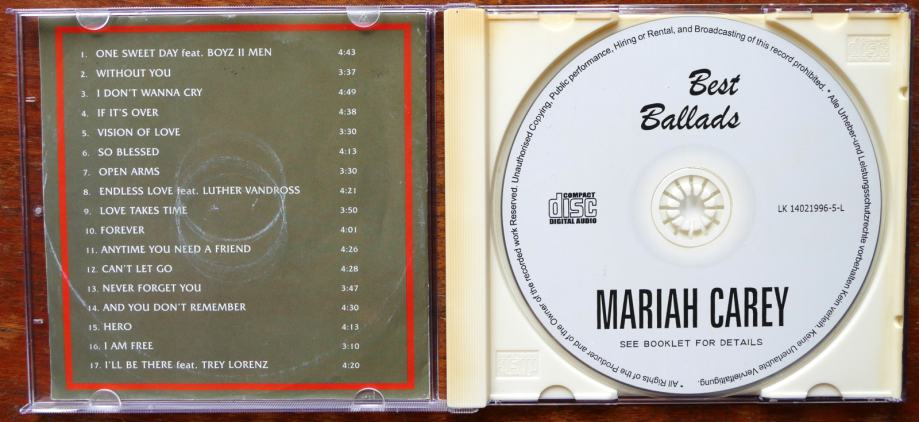 1. ONE SWEET DAY feat. BOYZ II MEN 4:43
2. WITHOUT YOU 3:37
3. I DON'T WANNA CRY 4:49
4. IF IT'S OVER 4:38
5. VISION OF LOVE 3:30
6. SO BLESSED 4:13
7. OPEN ARMS 3:30
8. ENDLESS LOVE feat. LUTHER VANDROSS 4:21
9. LOVE TAKES TIME 3:50
10. FOREVER 4:01
11. ANYTIME YOU NEED A FRIEND 4:26
12. CAN'T LET GO 4:28
13. NEVER FORGET YOU 3:47
14. AND YOU DON'T REMEMBER 4:30
15. HERO 4:13
16. I AM FREE 3:10
17. I'LL BE THERE feat. TREY LORENZ 4:20
* All Rights of the Producer and of the Owner of the recorded work Reserved. Unauthorised Copying, Public performance, Hiring or Rental, and Broadcasting of this record prohibited. * Alle Urheber-und Leistungsschutzrechte vorbehalten Kein verleih. Keine Unerlaubte Vervielfaltigung.
Best
Ballads
COMPACT
disc
DIGITAL AUDIO
LK 14021996-5-L
MARIAH CAREY
SEE BOOKLET FOR DETAILS